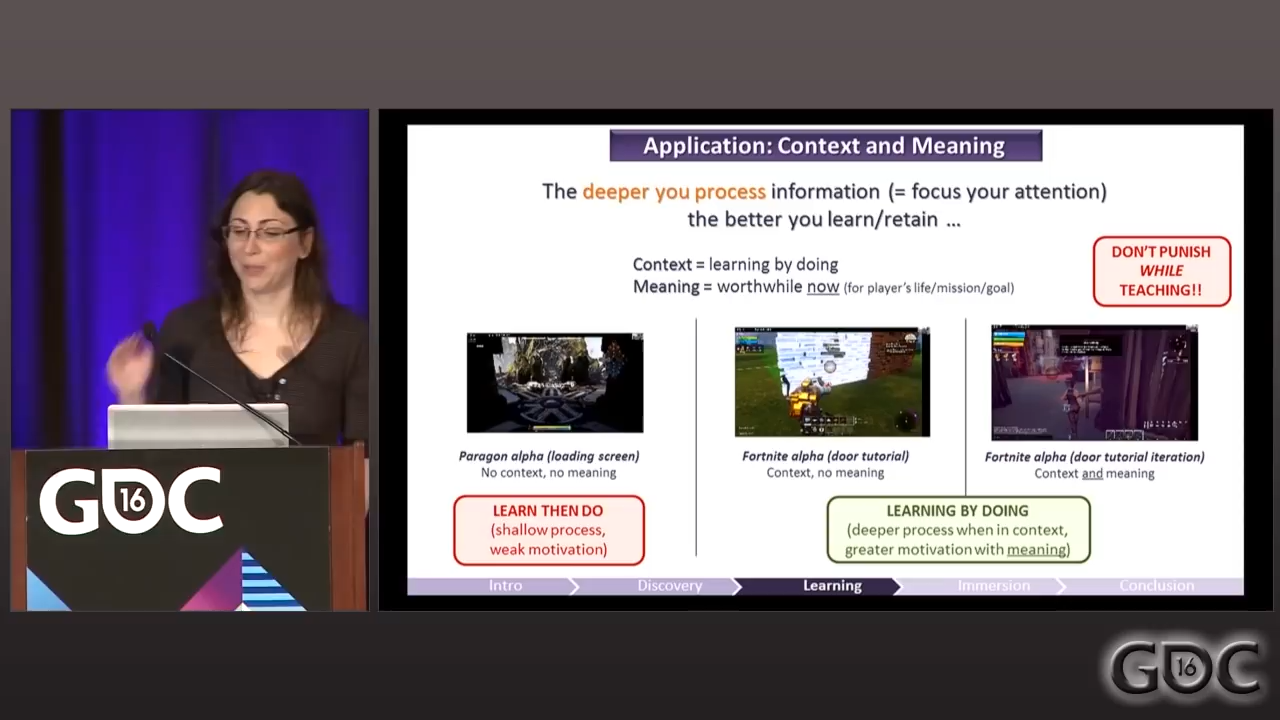 Application: Context and Meaning
The deeper you process information (= focus your attention)
the better you learn/retain ...
Context = learning by doing
Meaning = worthwhile now (for player's life/mission/goal)
DON'T PUNISH
WHILE
TEACHING!!
Paragon alpha (loading screen)
No context, no meaning
Fortnite alpha (door tutorial)
Context, no meaning
Fortnite alpha (door tutorial iteration)
Context and meaning
LEARN THEN DO
(shallow process,
weak motivation)
LEARNING BY DOING
(deeper process when in context,
greater motivation with meaning)
Intro
Discovery
Learning
Immersion
Conclusion
GDC 16
GDC 16